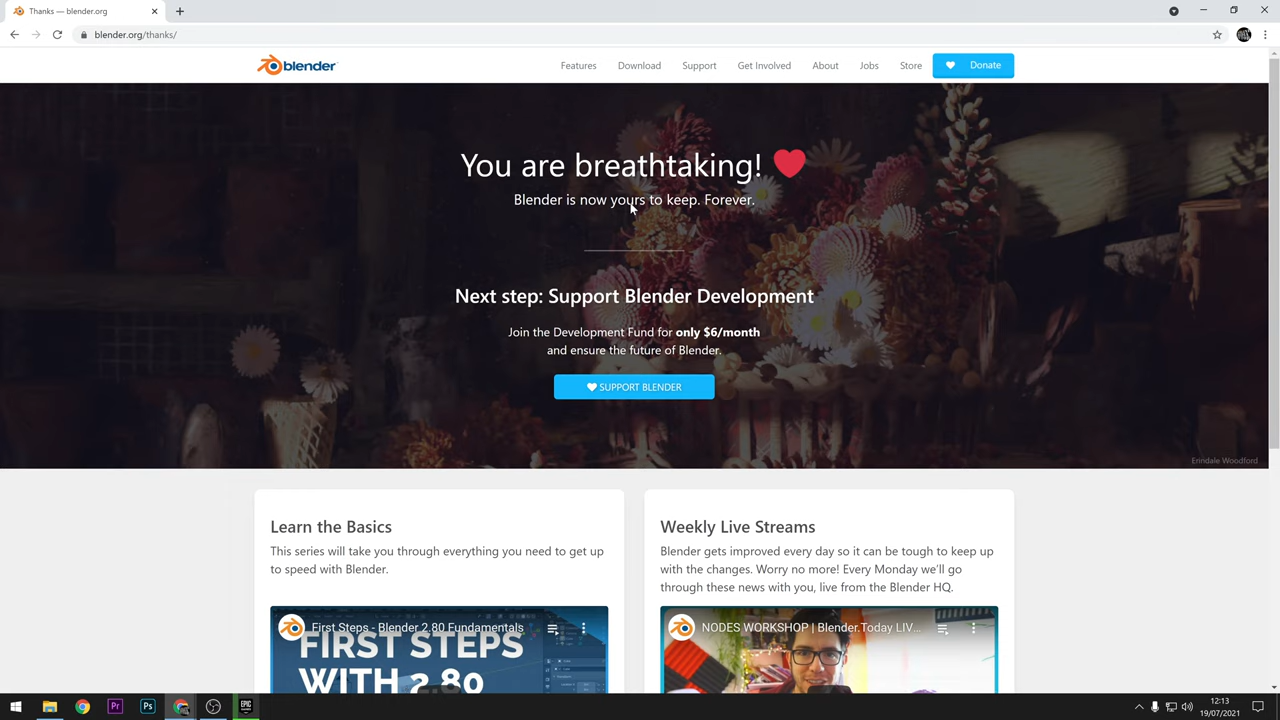 Thanks — blender.org
blender.org/thanks/
blender
Features
Download
Support
Get Involved
About
Jobs
Store
Donate
You are breathtaking!
Blender is now yours to keep. Forever.
Next step: Support Blender Development
Join the Development Fund for only $6/month
and ensure the future of Blender.
SUPPORT BLENDER
Enridale Woodford
Learn the Basics
This series will take you through everything you need to get up
to speed with Blender.
First Steps - Blender 2.80 Fundamentals
FIRST STEPS
WITH 2.80
Weekly Live Streams
Blender gets improved every day so it can be tough to keep up
with the changes. Worry no more! Every Monday we'll go
through these news with you, live from the Blender HQ.
NODES WORKSHOP | Blender.Today LIV...
Pr
Ps
EPIC
12:13
19/07/2021